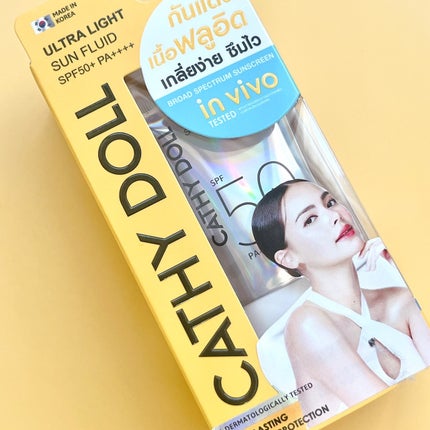 MADE IN
KOREA
ULTRA LIGHT
SUN FLUID
SPF50+ PA++++
CATHY DOLL
กันแดด
เนื้อฟลูอิด
เกลี่ยง่าย ซึมไว
BROAD SPECTRUM SUNSCREEN
in vivo
TESTED
CATHY DOLL
SPF
50
PA
DERMATOLOGICALLY TESTED
LASTING
PROTECTION